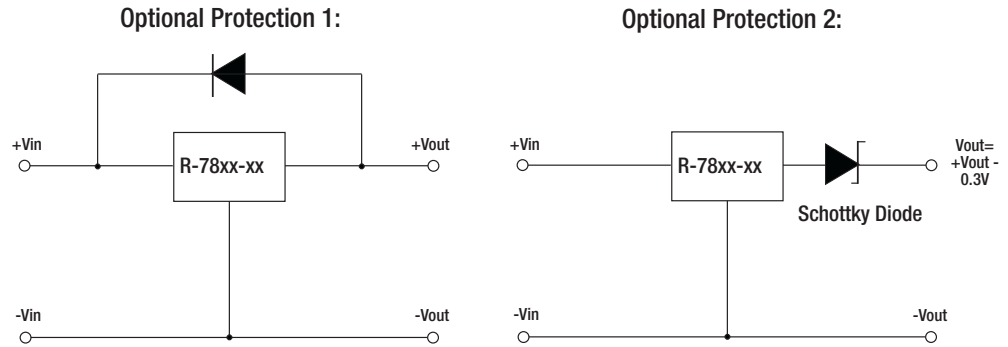 Optional Protection 1:
+Vin
R-78xx-xx
+Vout
-Vin
-Vout
Optional Protection 2:
+Vin
R-78xx-xx
Schottky Diode
Vout=
+Vout -
0.3V
-Vin
-Vout